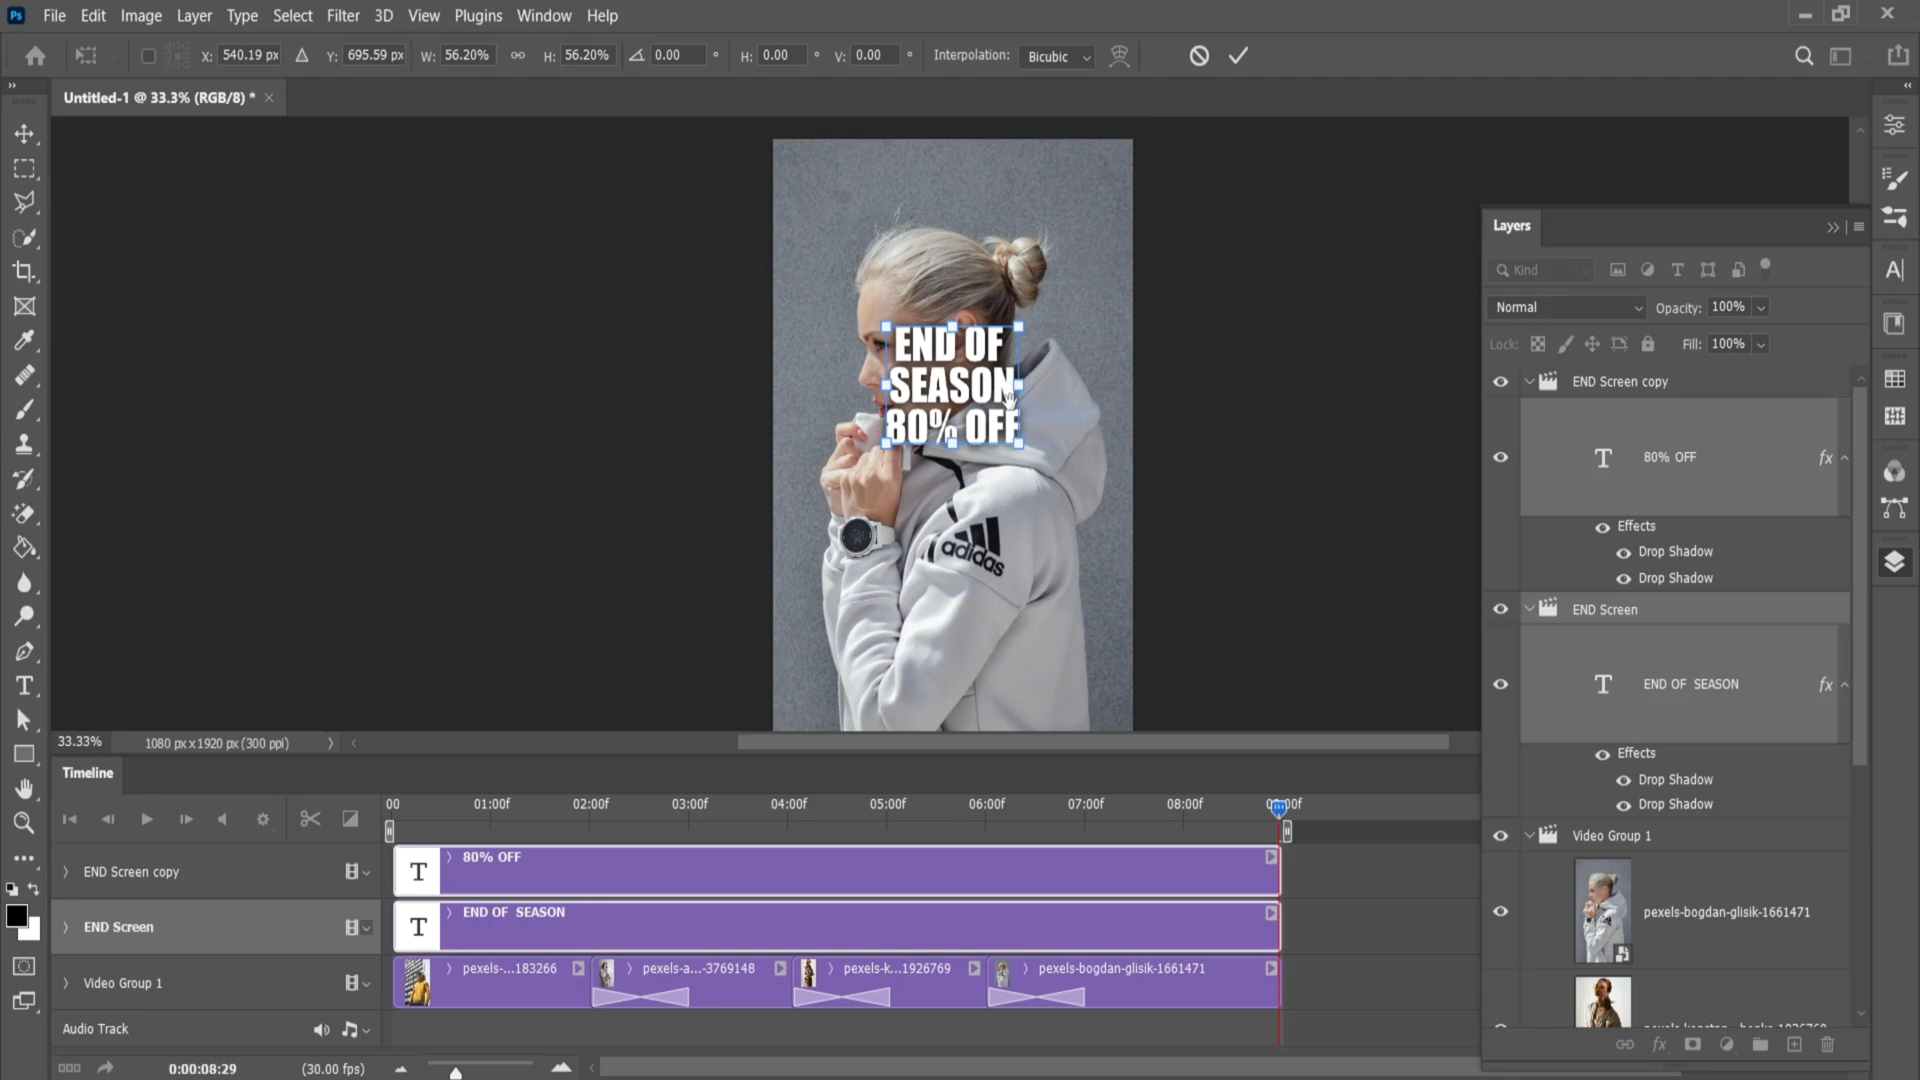 Ps File Edit Image Layer Type Select Filter 3D View Plugins Window Help
X: 540.19 px Y: 695.59 px W: 56.20% H: 56.20% 0.00 ° H: 0.00 ° V: 0.00 ° Interpolation: Bicubic
Untitled-1 @ 33.3% (RGB/8) *
END OF
SEASON
80% OFF
adidas
33.33% 1080 px x 1920 px (300 ppi)
Layers
Kind
Normal Opacity: 100%
Lock: Fill: 100%
END Screen copy
T 80% OFF fx
Effects
Drop Shadow
Drop Shadow
END Screen
T END OF SEASON fx
Effects
Drop Shadow
Drop Shadow
Video Group 1
pexels-bogdan-glisik-1661471
Timeline
00 01:00f 02:00f 03:00f 04:00f 05:00f 06:00f 07:00f 08:00f
END Screen copy
T 80% OFF
END Screen
T END OF SEASON
Video Group 1
pexels-...183266 pexels-a...-3769148 pexels-k...1926769 pexels-bogdan-glisik-1661471
Audio Track
0:00:08:29 (30.00 fps)